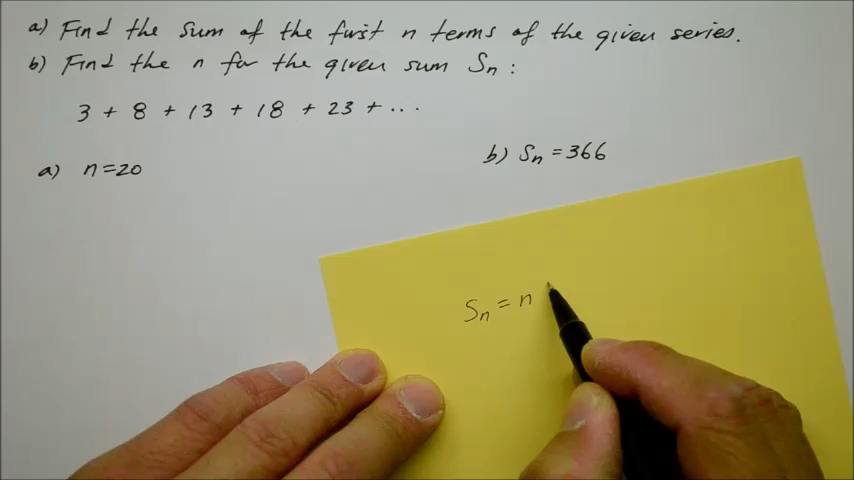 a) Find the sum of the first n terms of the given series.
b) Find the n for the given sum Sₙ :
3 + 8 + 13 + 18 + 23 + ...
a) n=20
b) Sₙ = 366
Sₙ = n